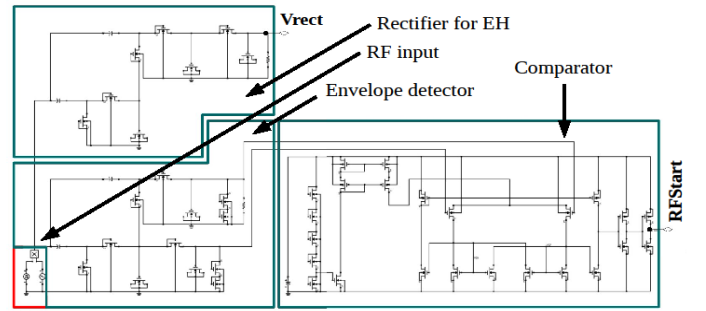 Vrect
Rectifier for EH
RF input
Envelope detector
Comparator
RFStart